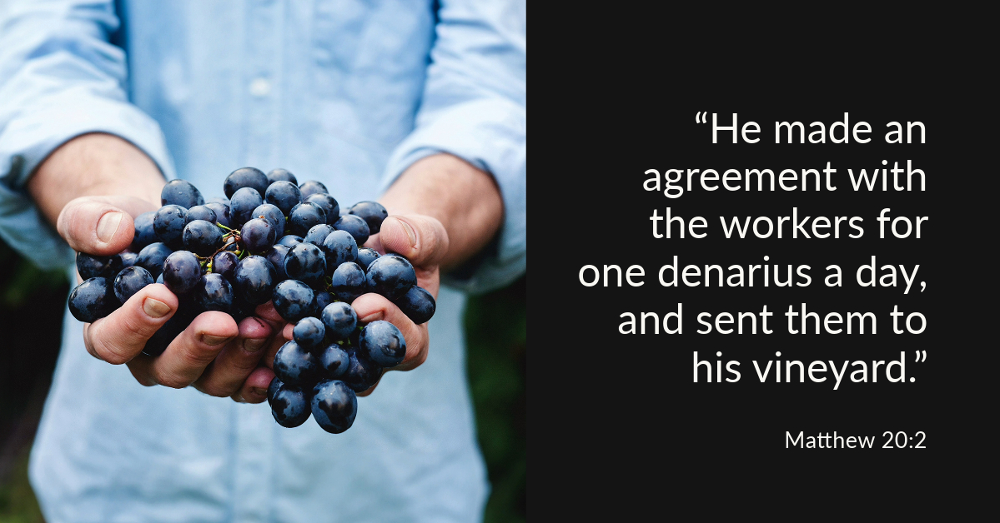 “He made an
agreement with
the workers for
one denarius a day,
and sent them to
his vineyard.”
Matthew 20:2